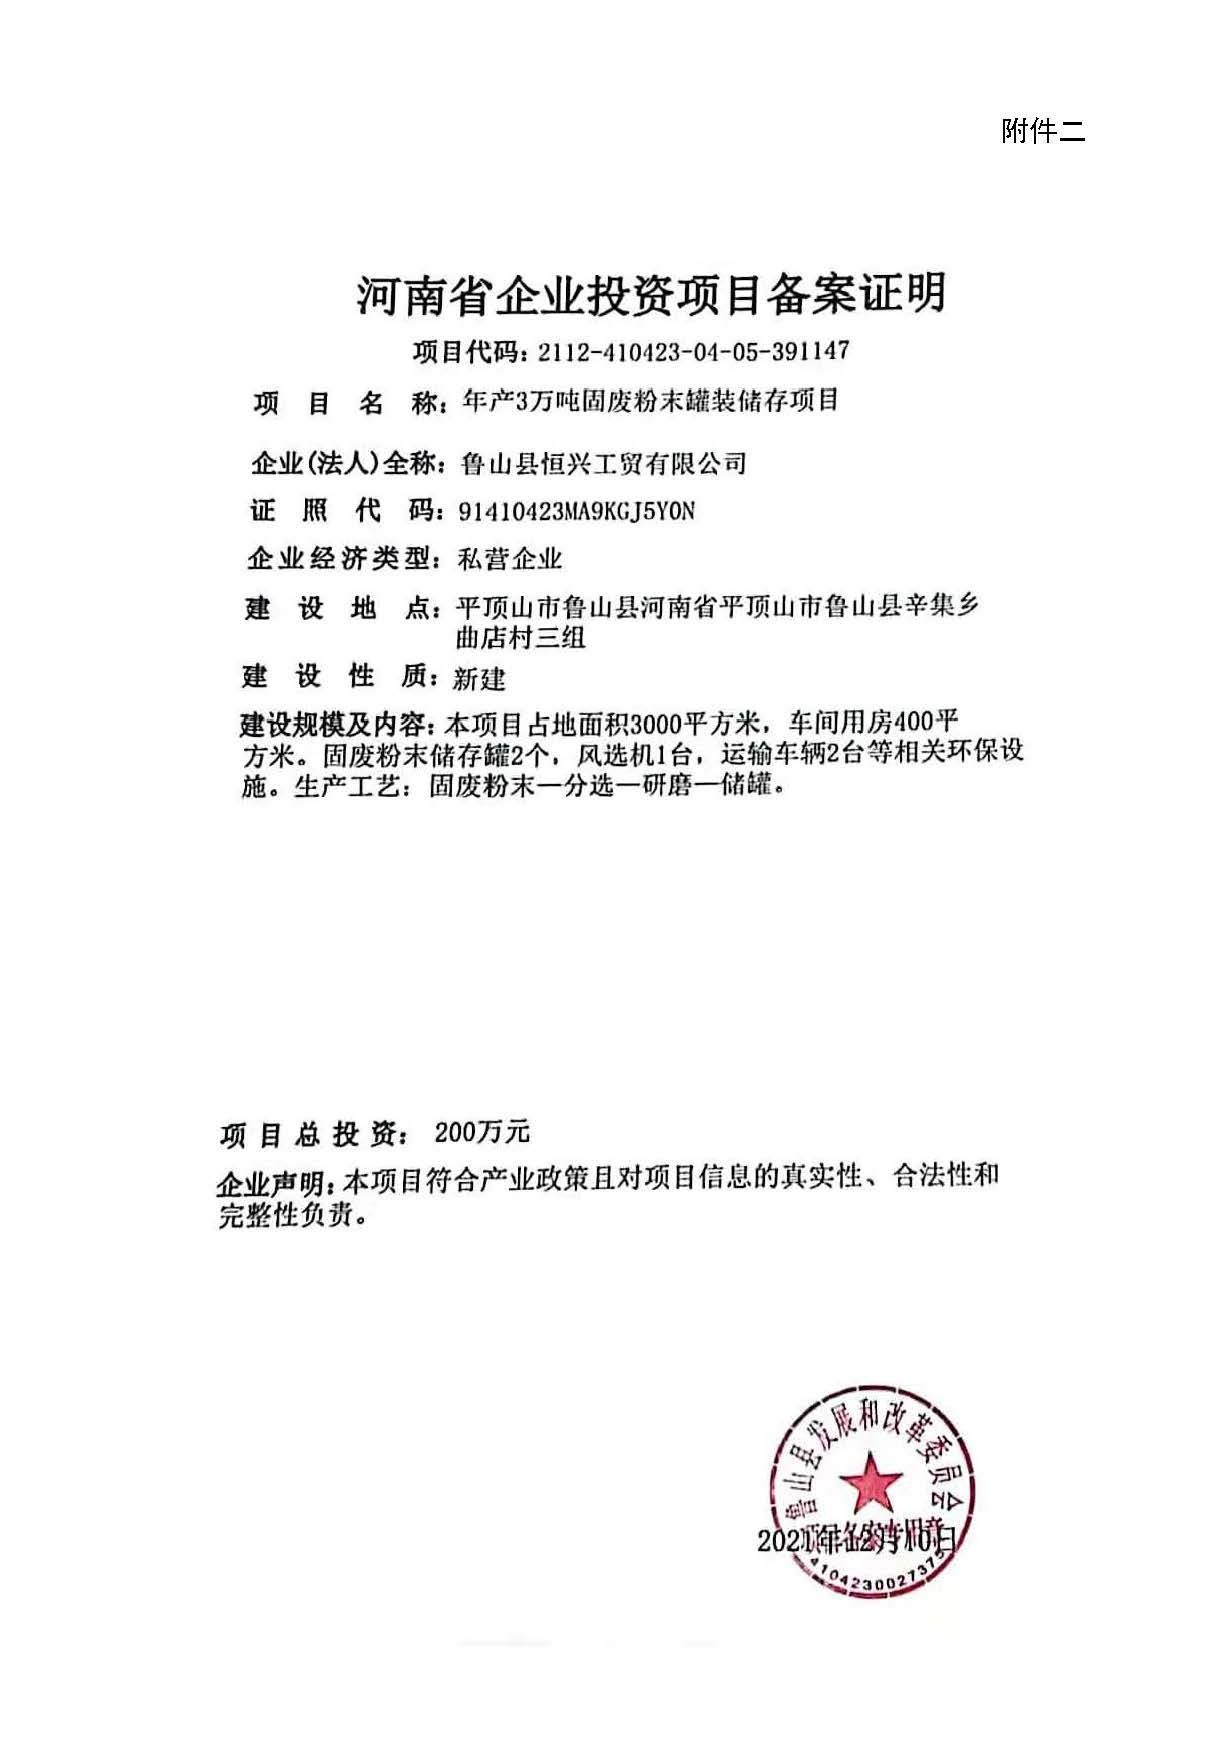 附件二
河南省企业投资项目备案证明
项目代码：2112-410423-04-05-391147
项 目 名 称：年产3万吨固废粉末罐装储存项目
企业(法人)全称：鲁山县恒兴工贸有限公司
证 照 代 码：91410423MA9KGJ5Y0N
企业经济类型：私营企业
建 设 地 点：平顶山市鲁山县河南省平顶山市鲁山县辛集乡
曲店村三组
建 设 性 质：新建
建设规模及内容：本项目占地面积3000平方米，车间用房400平
方米。固废粉末储存罐2个，风选机1台，运输车辆2台等相关环保设
施。生产工艺：固废粉末—分选—研磨—储罐。
项目总投资：200万元
企业声明：本项目符合产业政策且对项目信息的真实性、合法性和
完整性负责。
鲁山县发展和改革委员会
2021年12月10日
4104230027375